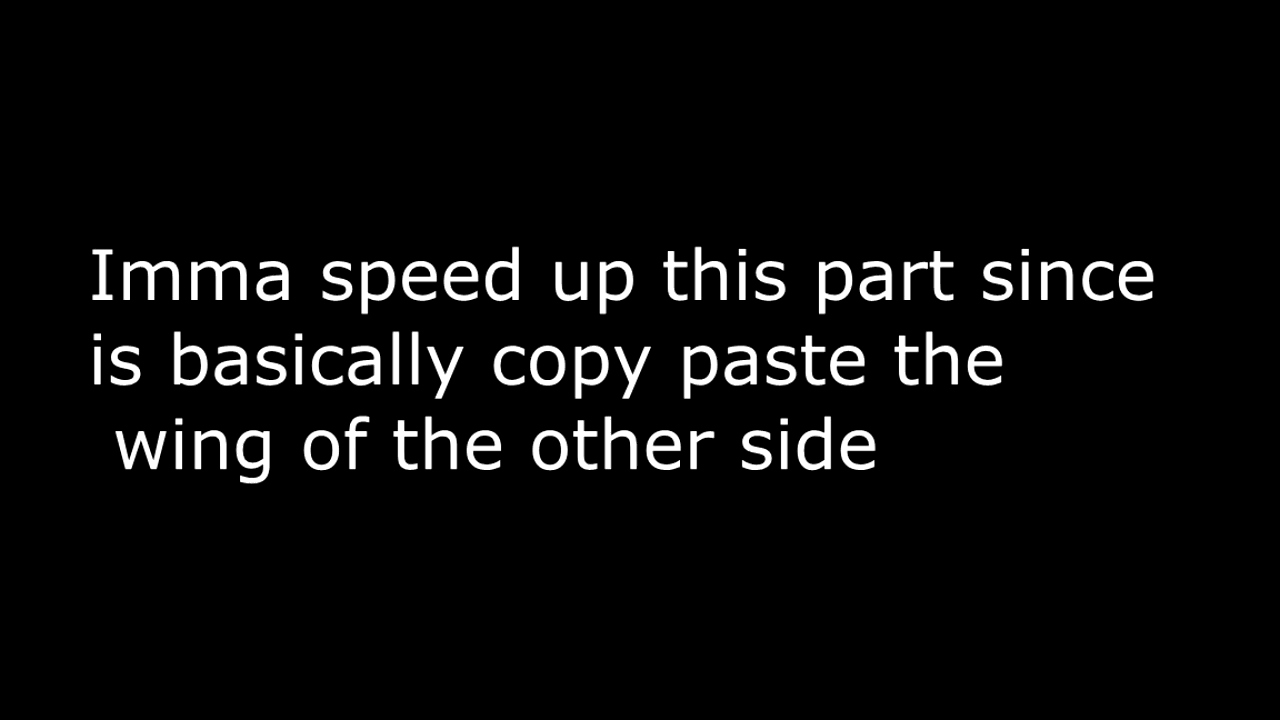 Imma speed up this part since
is basically copy paste the
wing of the other side